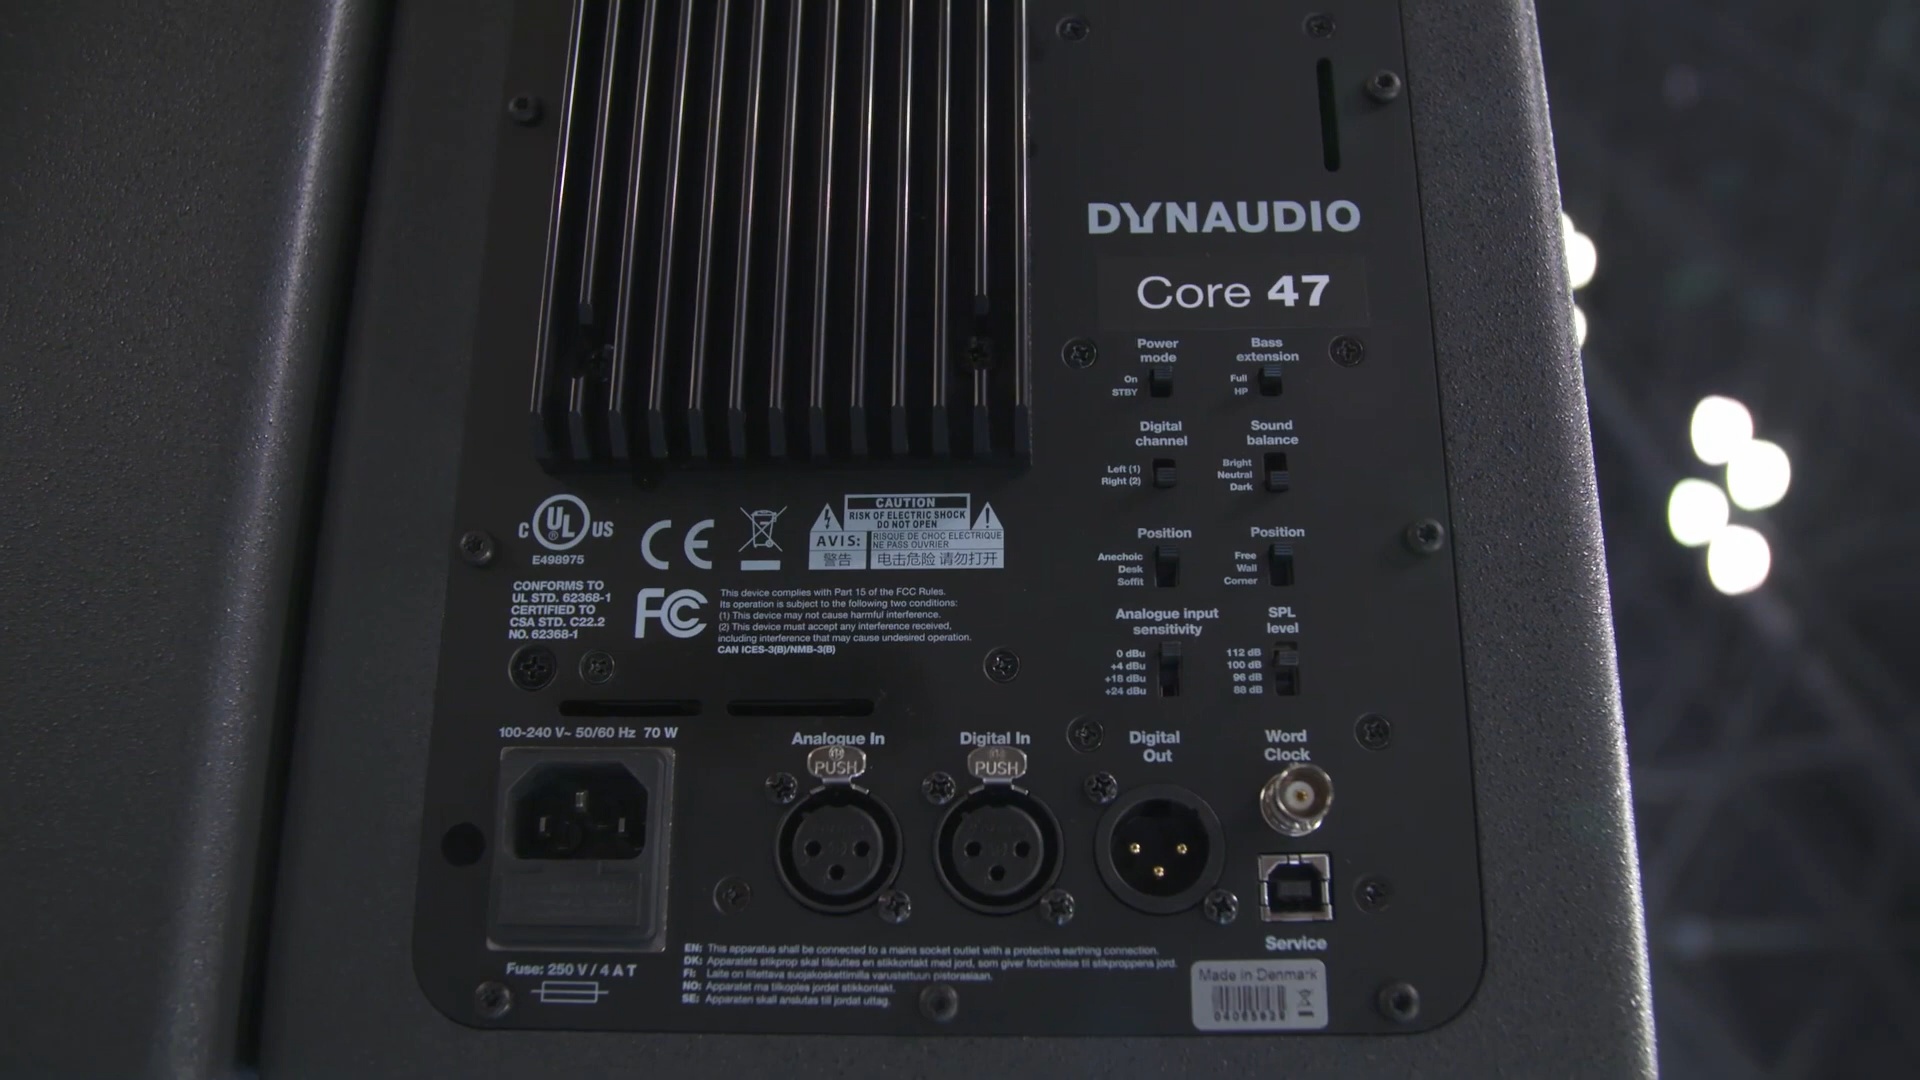 DYNAUDIO
Core 47
Power mode
On
STBY
Bass extension
Full
HP
Digital channel
Left (1)
Right (2)
Sound balance
Bright
Neutral
Dark
Position
Anechoic
Desk
Soffit
Position
Free
Wall
Corner
Analogue input sensitivity
0 dBu
+4 dBu
+18 dBu
+24 dBu
SPL level
112 dB
100 dB
96 dB
88 dB
C UL ® US
E498975
CONFORMS TO
UL STD. 62368-1
CERTIFIED TO
CSA STD. C22.2
NO. 62368-1
CE
CAUTION
RISK OF ELECTRIC SHOCK
DO NOT OPEN
AVIS:
RISQUE DE CHOC ELECTRIQUE
NE PASS OUVRIER
警告
电击危险 请勿打开
FC
This device complies with Part 15 of the FCC Rules.
Its operation is subject to the following two conditions:
(1) This device may not cause harmful interference.
(2) This device must accept any interference received,
including interference that may cause undesired operation.
CAN ICES-3(B)/NMB-3(B)
100-240 V~ 50/60 Hz 70 W
Analogue In
PUSH
Digital In
PUSH
Digital Out
Word Clock
Service
Fuse: 250 V / 4 A T
EN: This apparatus shall be connected to a mains socket outlet with a protective earthing connection.
DK: Apparatets stikprop skal tilsluttes en stikkontakt med jord, som giver forbindelse til stikproppens jord.
FI: Laite on liitettava suojakoskettimilla varustettuun pistorasiaan.
NO: Apparatet ma tilkoples jordet stikkontakt.
SE: Apparaten skall anslutas till jordat uttag.
Made in Denmark